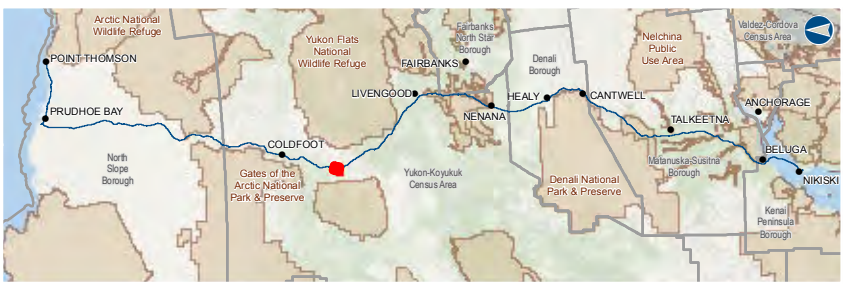 Arctic National
Wildlife Refuge
POINT THOMSON
PRUDHOE BAY
North
Slope
Borough
COLDFOOT
Gates of the
Arctic National
Park & Preserve
Yukon Flats
National
Wildlife Refuge
LIVENGOOD
FAIRBANKS
Fairbanks
North Star
Borough
NENANA
Yukon-Koyukuk
Census Area
HEALY
Denali
Borough
CANTWELL
Denali National
Park & Preserve
Nelchina
Public
Use Area
TALKEETNA
Matanuska-Susitna
Borough
Valdez-Cordova
Census Area
ANCHORAGE
BELUGA
NIKISKI
Kenai
Peninsula
Borough